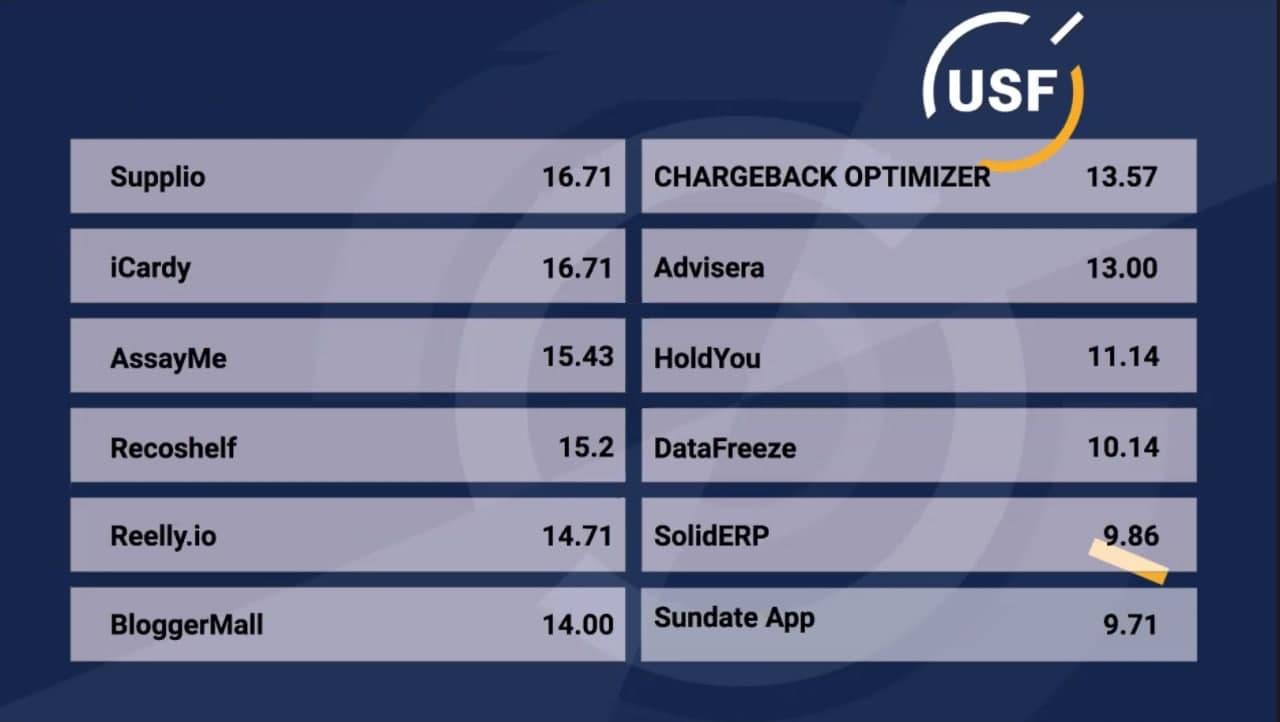 USF
Supplio 16.71
CHARGEBACK OPTIMIZER 13.57
iCardy 16.71
Advisera 13.00
AssayMe 15.43
HoldYou 11.14
Recoshelf 15.2
DataFreeze 10.14
Reelly.io 14.71
SolidERP 9.86
BloggerMall 14.00
Sundate App 9.71